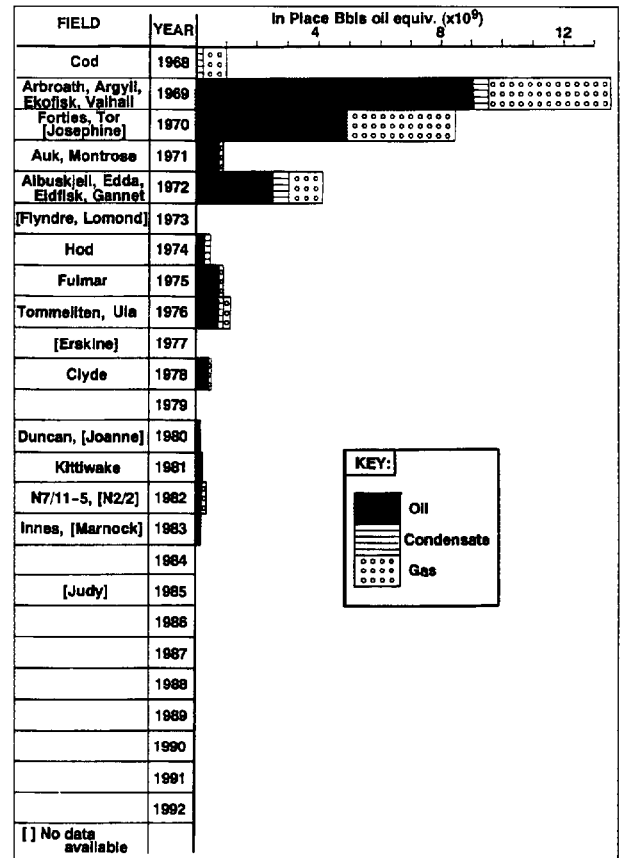 FIELD YEAR In Place Bbls oil equiv. (x10⁹)
4 8 12
Cod 1968
Arbroath, Argyll,
Ekofisk, Valhall 1969
Forties, Tor
[Josephine] 1970
Auk, Montrose 1971
Albuskjell, Edda,
Eldfisk, Gannet 1972
[Flyndre, Lomond] 1973
Hod 1974
Fulmar 1975
Tommeliten, Ula 1976
[Erskine] 1977
Clyde 1978
1979
Duncan, [Joanne] 1980
Kittiwake 1981
N7/11-5, [N2/2] 1982
Innes, [Marnock] 1983
1984
[Judy] 1985
1986
1987
1988
1989
1990
1991
1992
[ ] No data
available
KEY:
Oil
Condensate
Gas